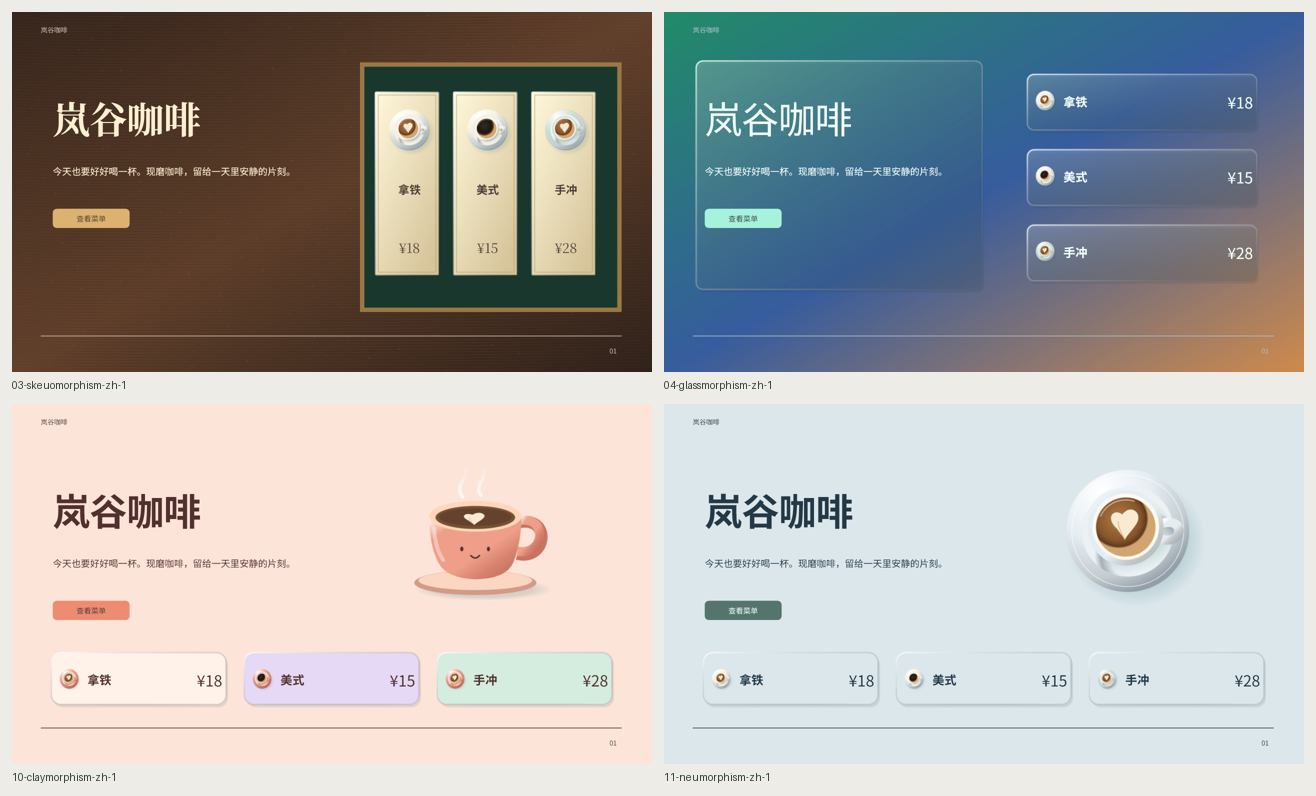 岚谷咖啡
岚谷咖啡
今天也要好好喝一杯。现磨咖啡，留给一天里安静的片刻。
查看菜单
拿铁
¥18
美式
¥15
手冲
¥28
01
03-skeuomorphism-zh-1
岚谷咖啡
岚谷咖啡
今天也要好好喝一杯。现磨咖啡，留给一天里安静的片刻。
查看菜单
拿铁 ¥18
美式 ¥15
手冲 ¥28
01
04-glassmorphism-zh-1
岚谷咖啡
岚谷咖啡
今天也要好好喝一杯。现磨咖啡，留给一天里安静的片刻。
查看菜单
拿铁 ¥18
美式 ¥15
手冲 ¥28
01
10-claymorphism-zh-1
岚谷咖啡
岚谷咖啡
今天也要好好喝一杯。现磨咖啡，留给一天里安静的片刻。
查看菜单
拿铁 ¥18
美式 ¥15
手冲 ¥28
01
11-neumorphism-zh-1